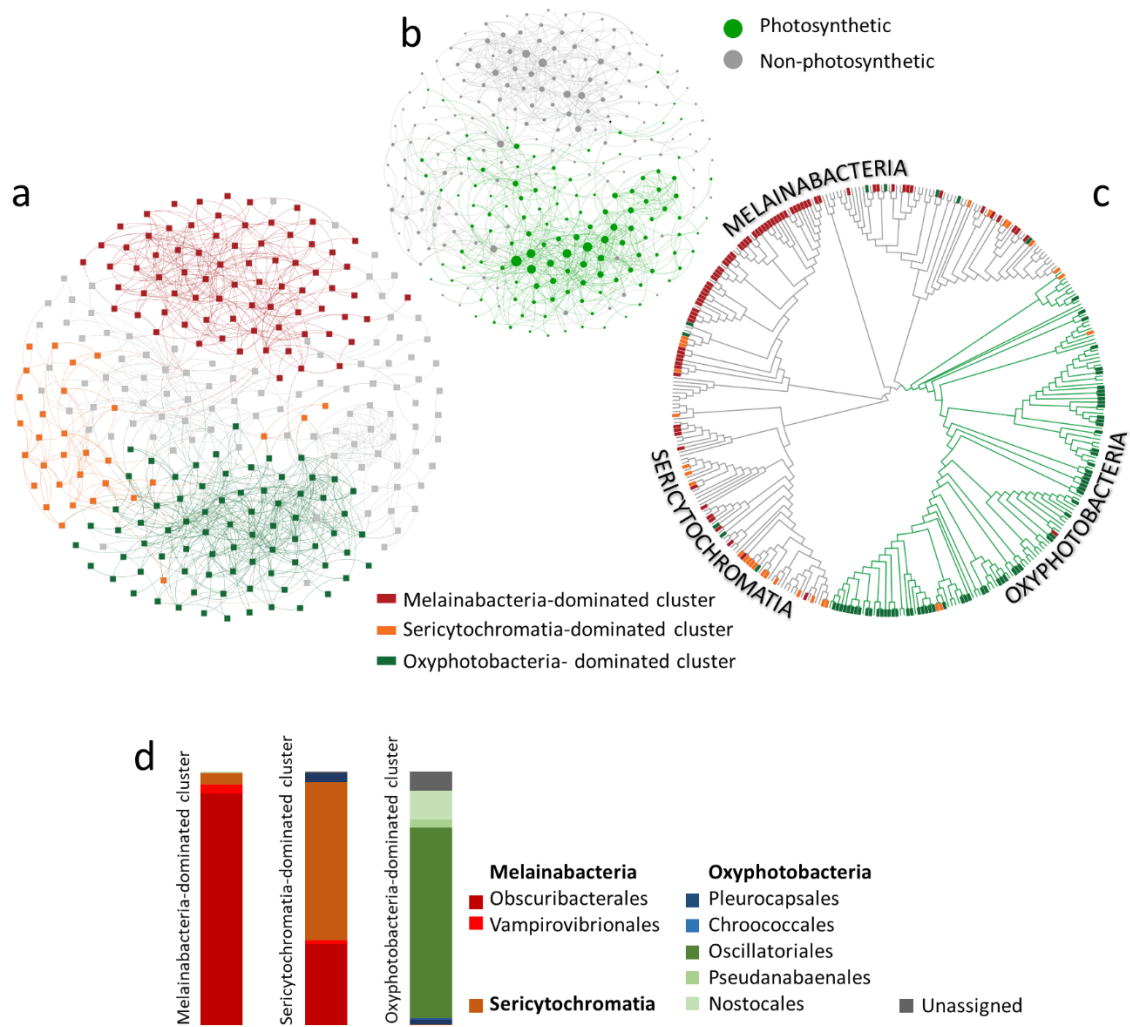 b
Photosynthetic
Non-photosynthetic
a
c
MELAINABACTERIA
SERICYTOCHROMATIA
OXYPHOTOBACTERIA
Melainabacteria-dominated cluster
Sericytochromatia-dominated cluster
Oxyphotobacteria- dominated cluster
d
Melainabacteria-dominated cluster
Sericytochromatia-dominated cluster
Oxyphotobacteria-dominated cluster
Melainabacteria
Obscuribacterales
Vampirovibrionales
Sericytochromatia
Oxyphotobacteria
Pleurocapsales
Chroococcales
Oscillatoriales
Pseudanabaenales
Nostocales
Unassigned